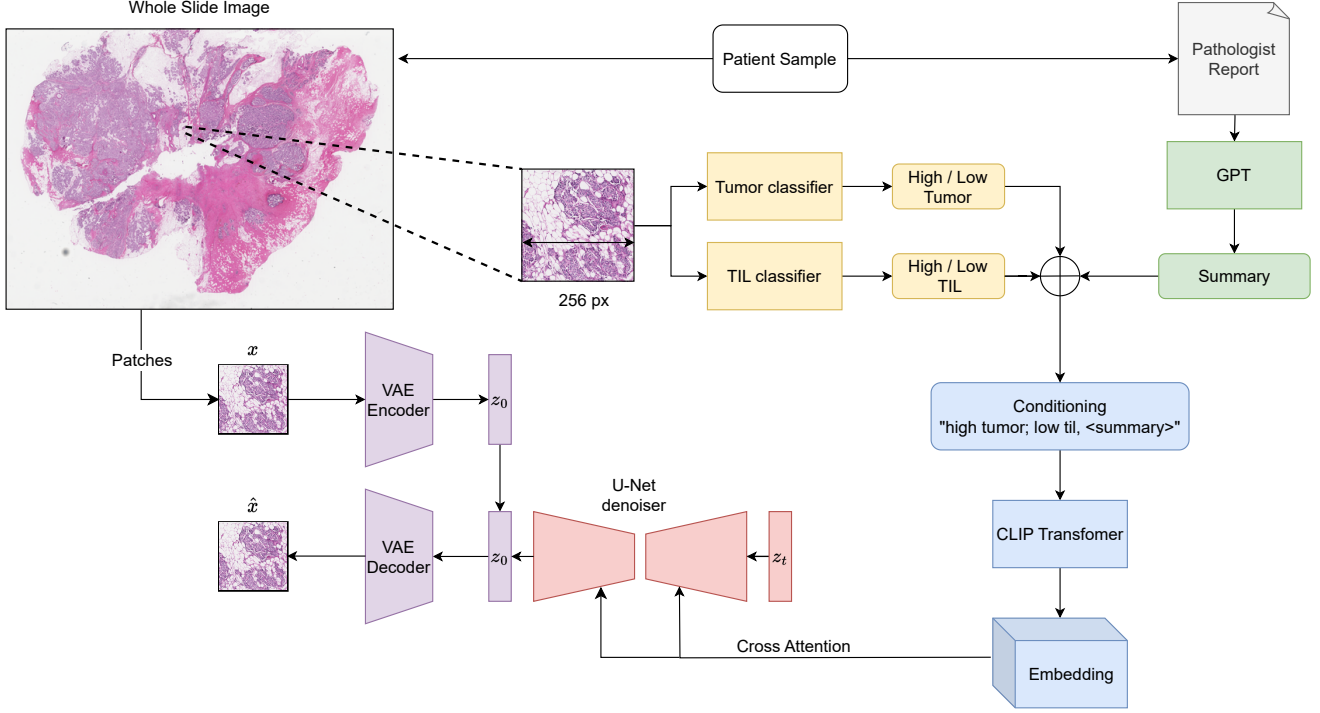 Whole Slide Image
Patient Sample
Pathologist
Report
GPT
Summary
Tumor classifier
High / Low
Tumor
TIL classifier
High / Low
TIL
256 px
Patches
x
VAE
Encoder
z₀
Conditioning
"high tumor; low til, <summary>"
U-Net
denoiser
x̂
VAE
Decoder
z₀
zₜ
CLIP Transfomer
Cross Attention
Embedding